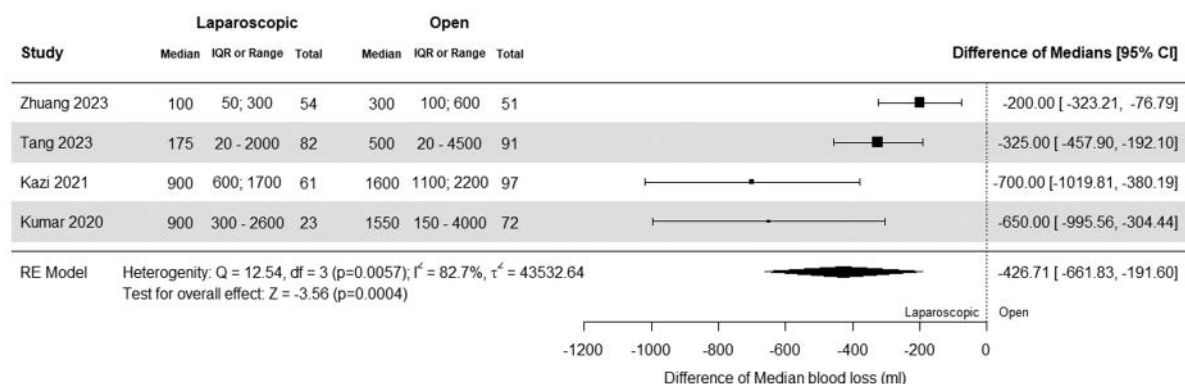 Laparoscopic Open
Study Median IQR or Range Total Median IQR or Range Total Difference of Medians [95% CI]
Zhuang 2023 100 50; 300 54 300 100; 600 51 -200.00 [ -323.21, -76.79]
Tang 2023 175 20 - 2000 82 500 20 - 4500 91 -325.00 [ -457.90, -192.10]
Kazi 2021 900 600; 1700 61 1600 1100; 2200 97 -700.00 [-1019.81, -380.19]
Kumar 2020 900 300 - 2600 23 1550 150 - 4000 72 -650.00 [ -995.56, -304.44]
RE Model Heterogenity: Q = 12.54, df = 3 (p=0.0057); I² = 82.7%, τ² = 43532.64 -426.71 [ -661.83, -191.60]
Test for overall effect: Z = -3.56 (p=0.0004)
Laparoscopic Open
-1200 -1000 -800 -600 -400 -200 0
Difference of Median blood loss (ml)